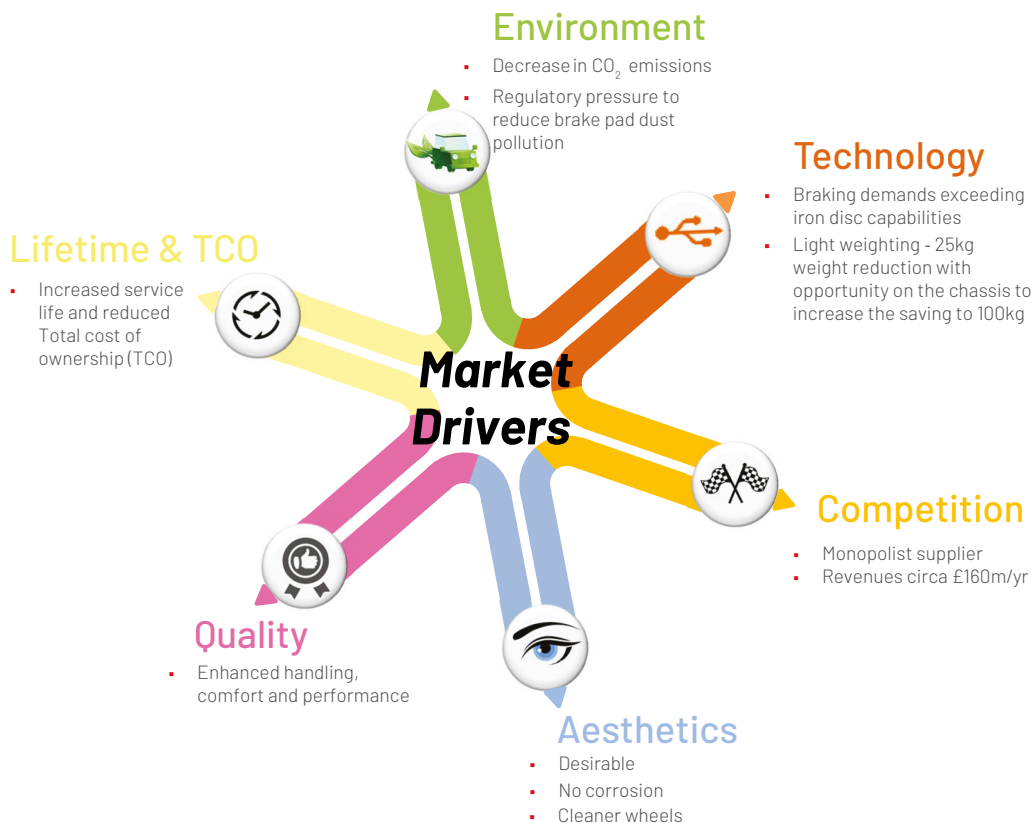 Environment
▪ Decrease in CO₂ emissions
▪ Regulatory pressure to
reduce brake pad dust
pollution
Technology
▪ Braking demands exceeding
iron disc capabilities
▪ Light weighting - 25kg
weight reduction with
opportunity on the chassis to
increase the saving to 100kg
Lifetime & TCO
▪ Increased service
life and reduced
Total cost of
ownership (TCO)
Market
Drivers
Competition
▪ Monopolist supplier
▪ Revenues circa £160m/yr
Quality
▪ Enhanced handling,
comfort and performance
Aesthetics
▪ Desirable
▪ No corrosion
▪ Cleaner wheels